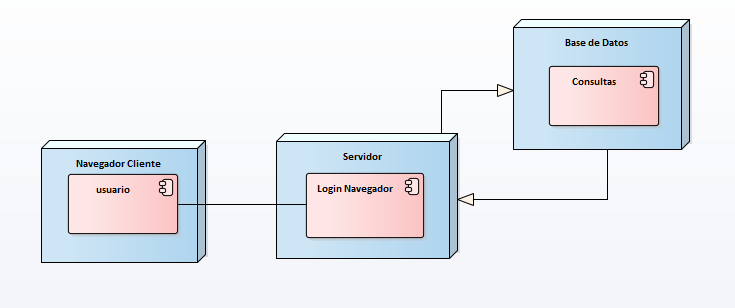 Base de Datos
Consultas
Navegador Cliente
usuario
Servidor
Login Navegador